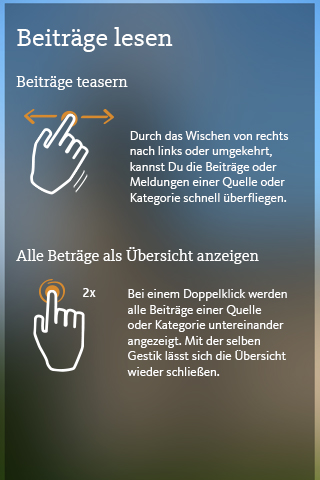 Beiträge lesen
Beiträge teasern
Durch das Wischen von rechts
nach links oder umgekehrt,
kannst Du die Beiträge oder
Meldungen einer Quelle oder
Kategorie schnell überfliegen.
Alle Beträge als Übersicht anzeigen
2x
Bei einem Doppelklick werden
alle Beiträge einer Quelle
oder Kategorie untereinander
angezeigt. Mit der selben
Gestik lässt sich die Übersicht
wieder schließen.